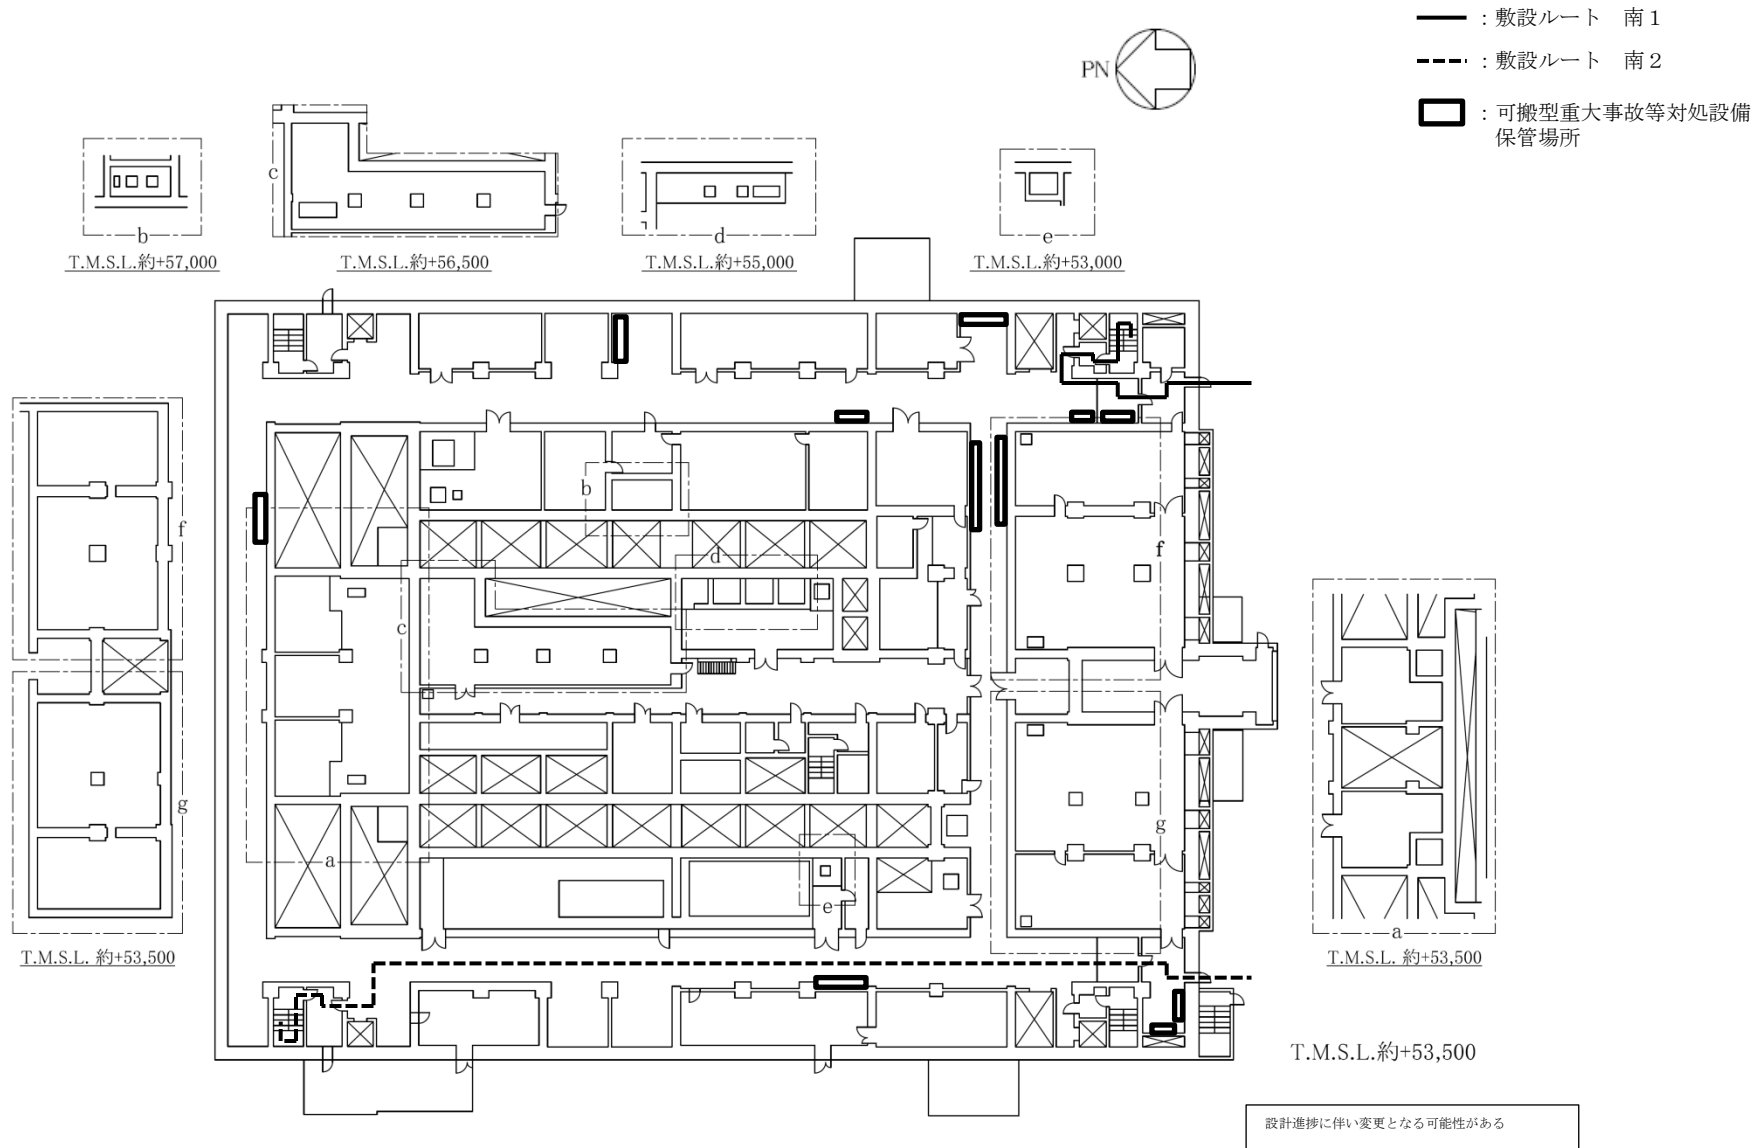 ：敷設ルート　南１
：敷設ルート　南２
：可搬型重大事故等対処設備
保管場所
PN
b
T.M.S.L.約+57,000
c
T.M.S.L.約+56,500
d
T.M.S.L.約+55,000
e
T.M.S.L.約+53,000
f
g
T.M.S.L. 約+53,500
b
d
c
a
e
f
g
a
T.M.S.L. 約+53,500
T.M.S.L.約+53,500
設計進捗に伴い変更となる可能性がある